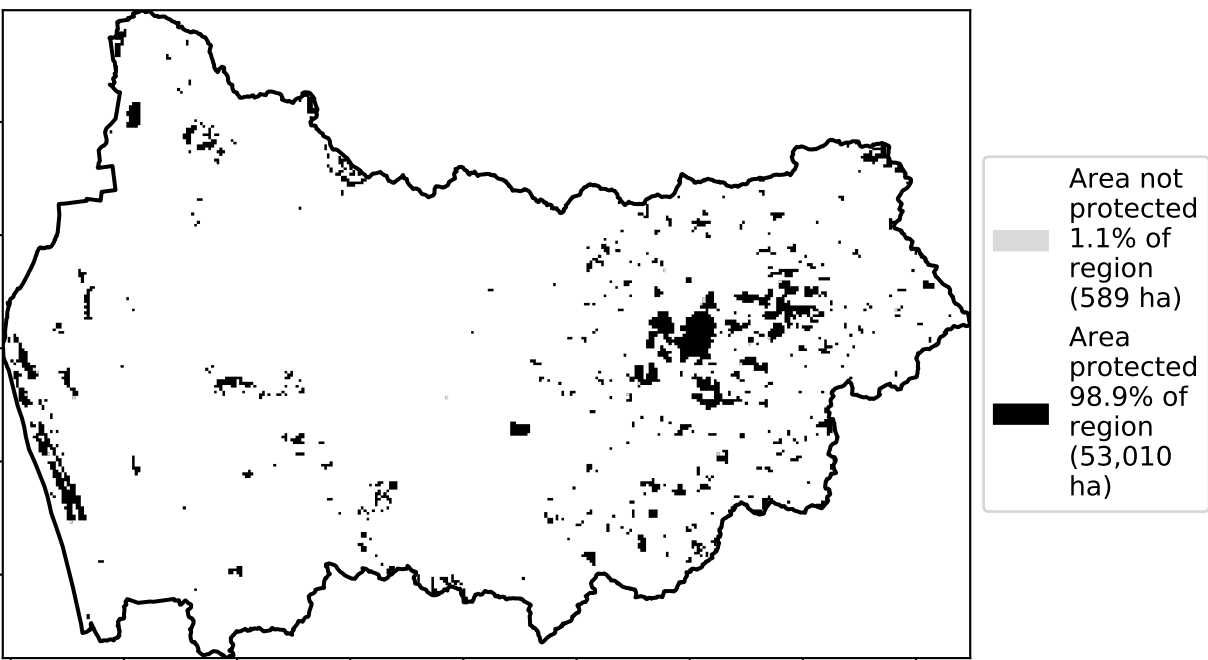 Area not
protected
1.1% of
region
(589 ha)
Area
protected
98.9% of
region
(53,010
ha)